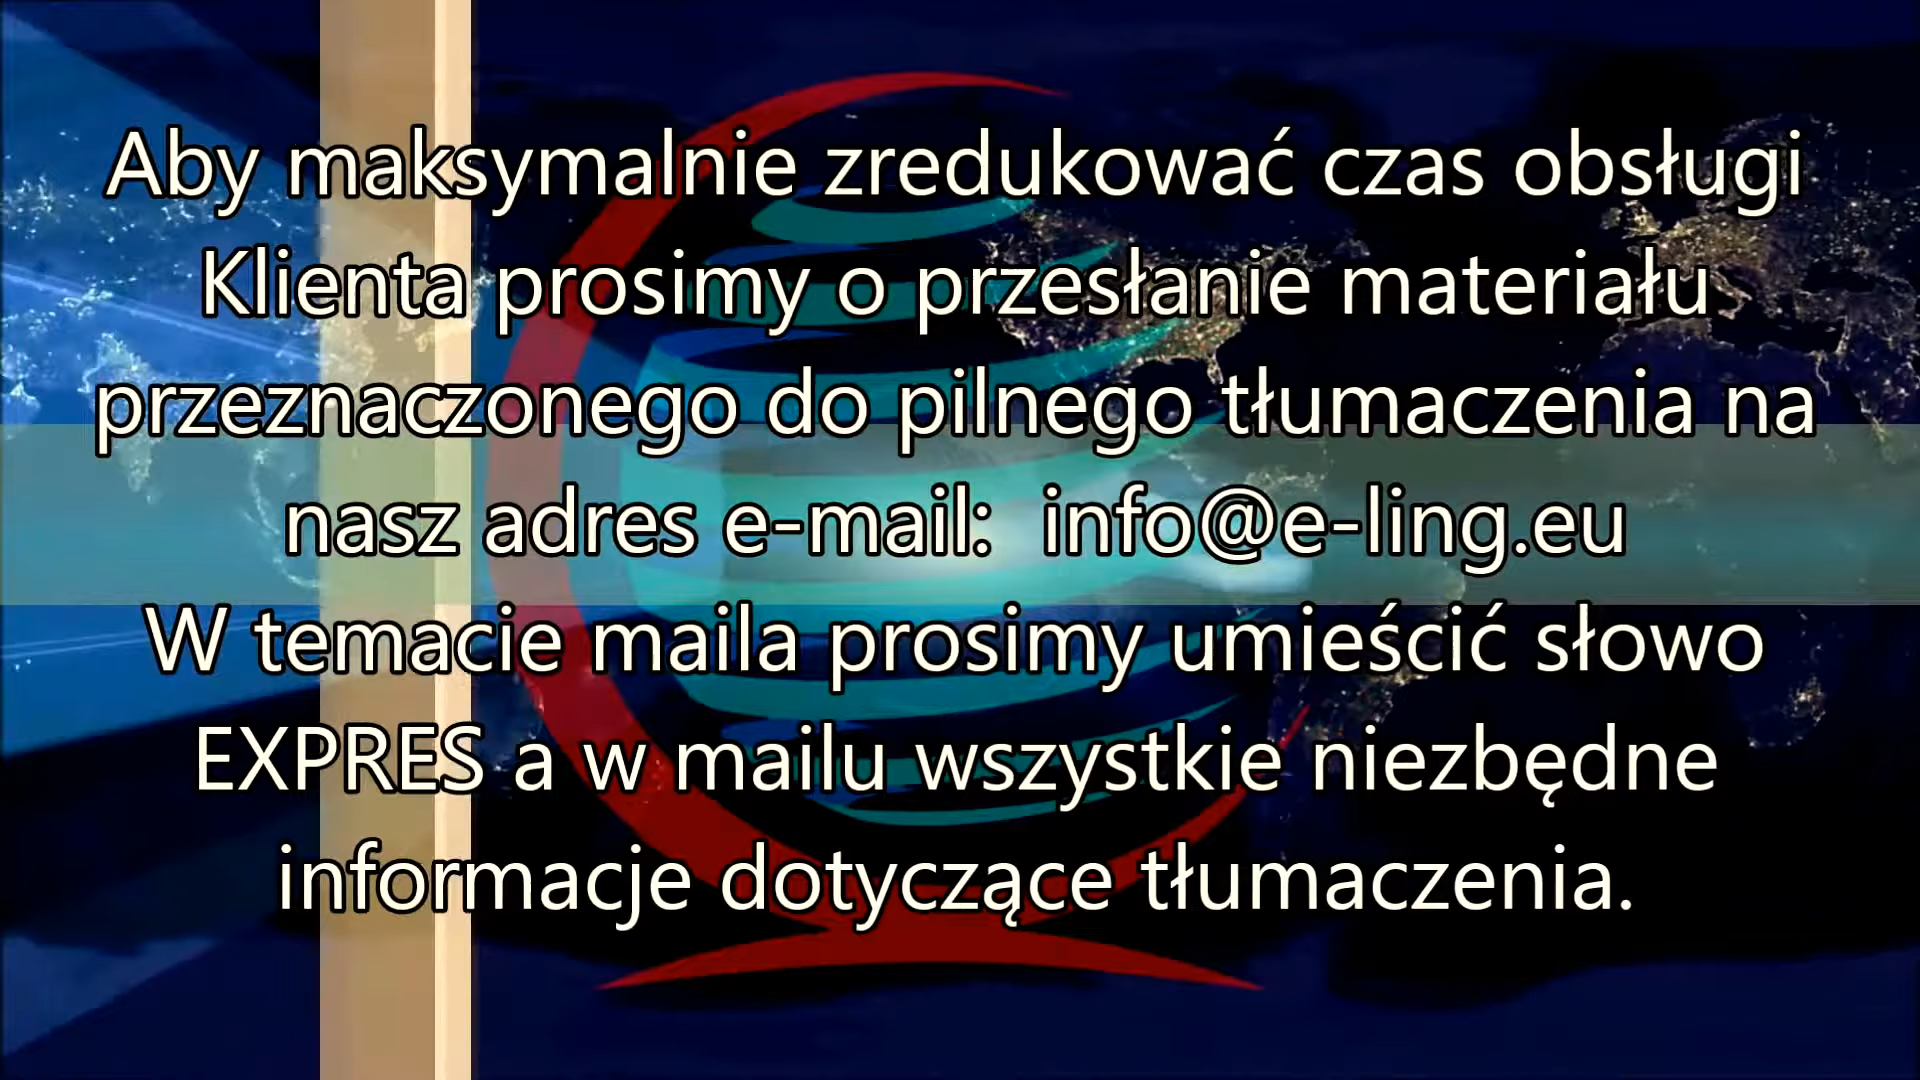 Aby maksymalnie zredukować czas obsługi
Klienta prosimy o przesłanie materiału
przeznaczonego do pilnego tłumaczenia na
nasz adres e-mail:  info@e-ling.eu
W temacie maila prosimy umieścić słowo
EXPRES a w mailu wszystkie niezbędne
informacje dotyczące tłumaczenia.